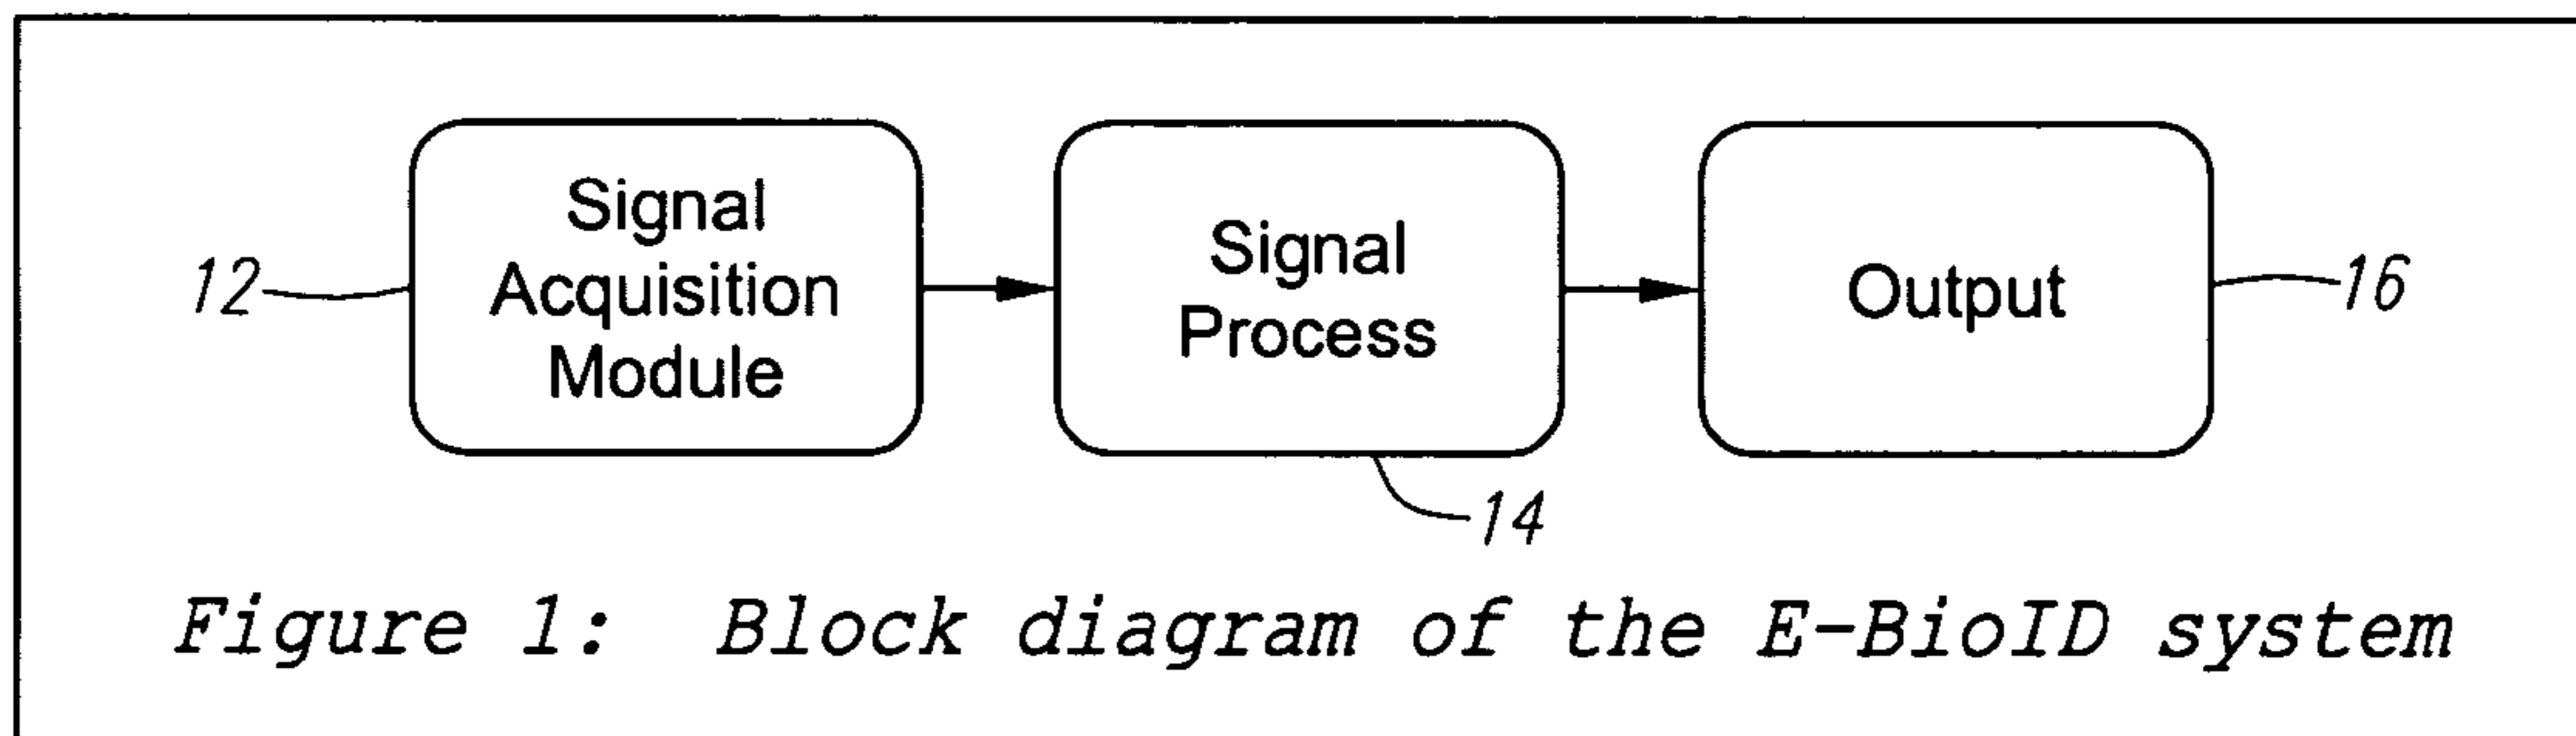 12
Signal
Acquisition
Module
Signal
Process
14
Output
16
Figure 1: Block diagram of the E-BioID system